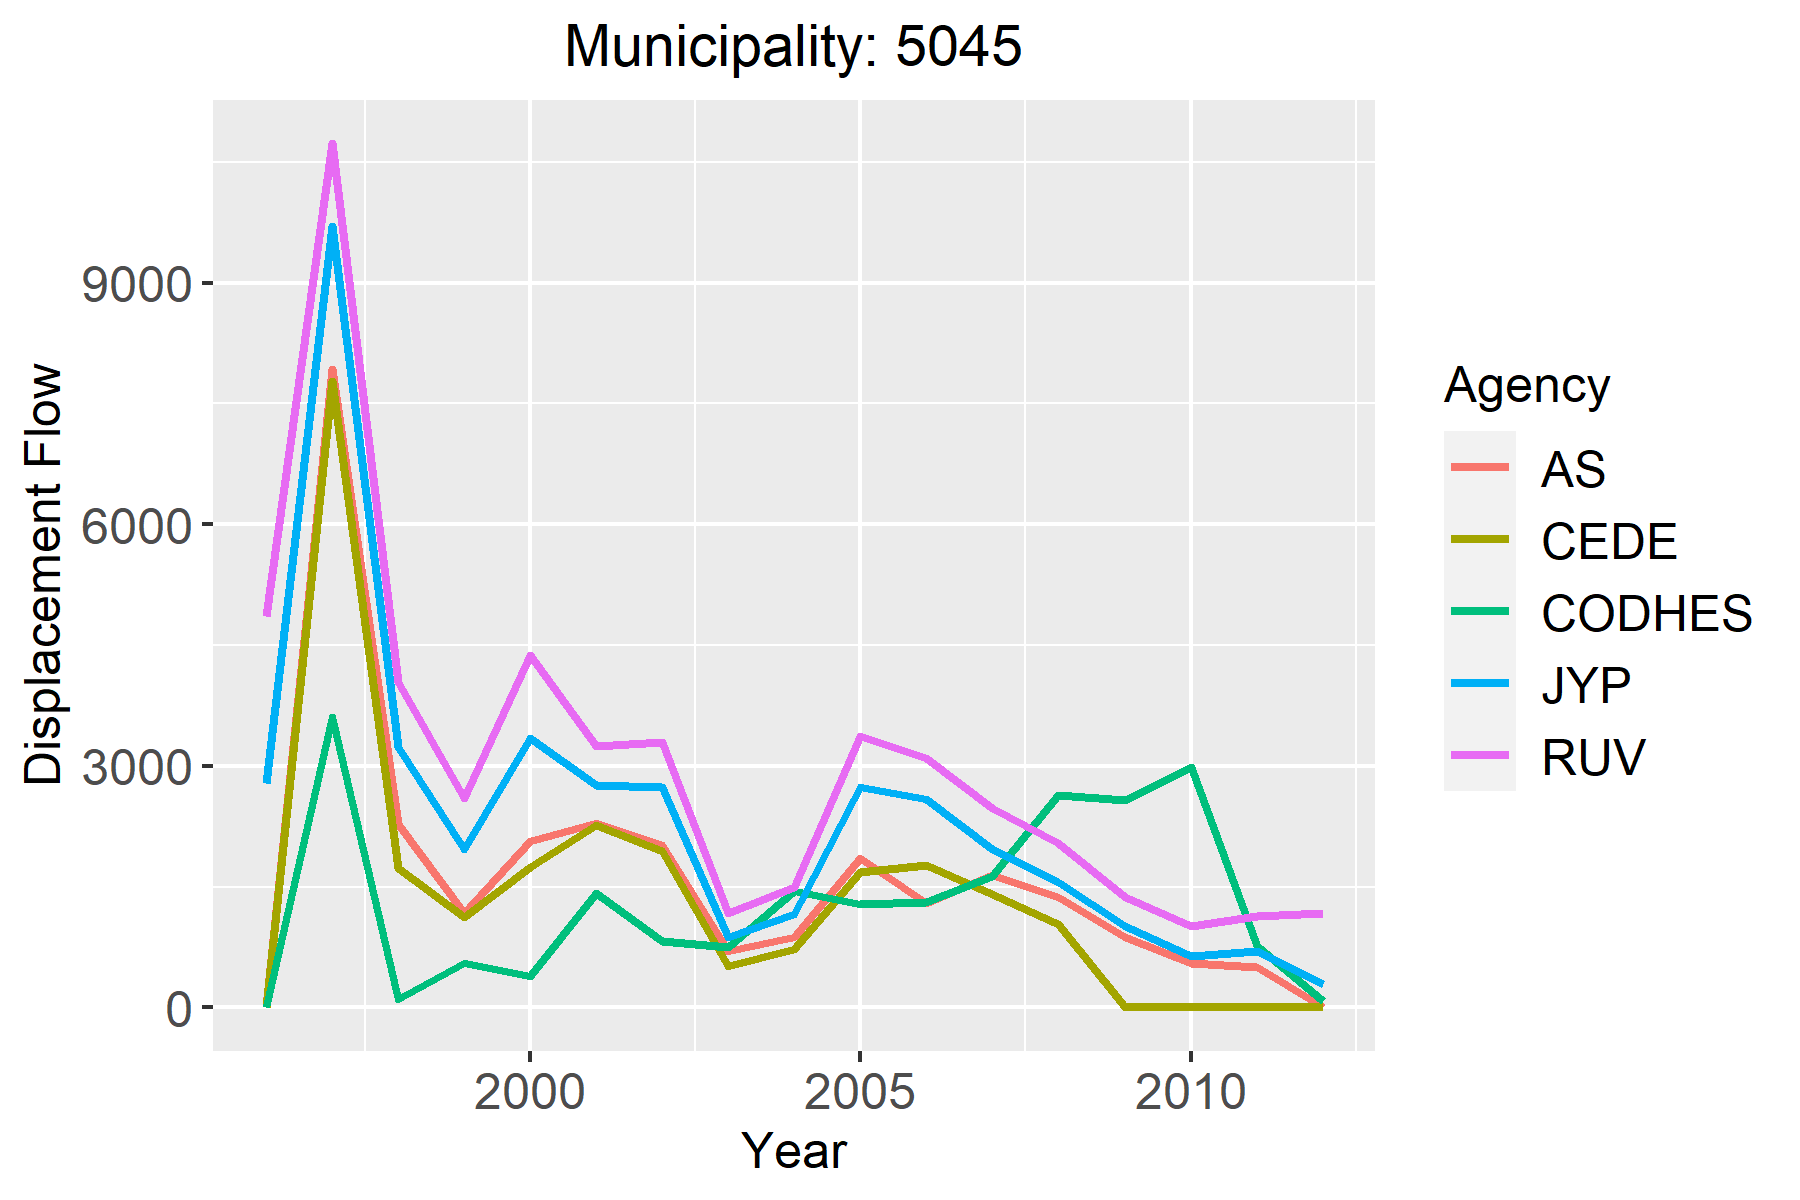 Municipality: 5045
Displacement Flow
9000
6000
3000
0
2000 2005 2010
Year
Agency
AS
CEDE
CODHES
JYP
RUV